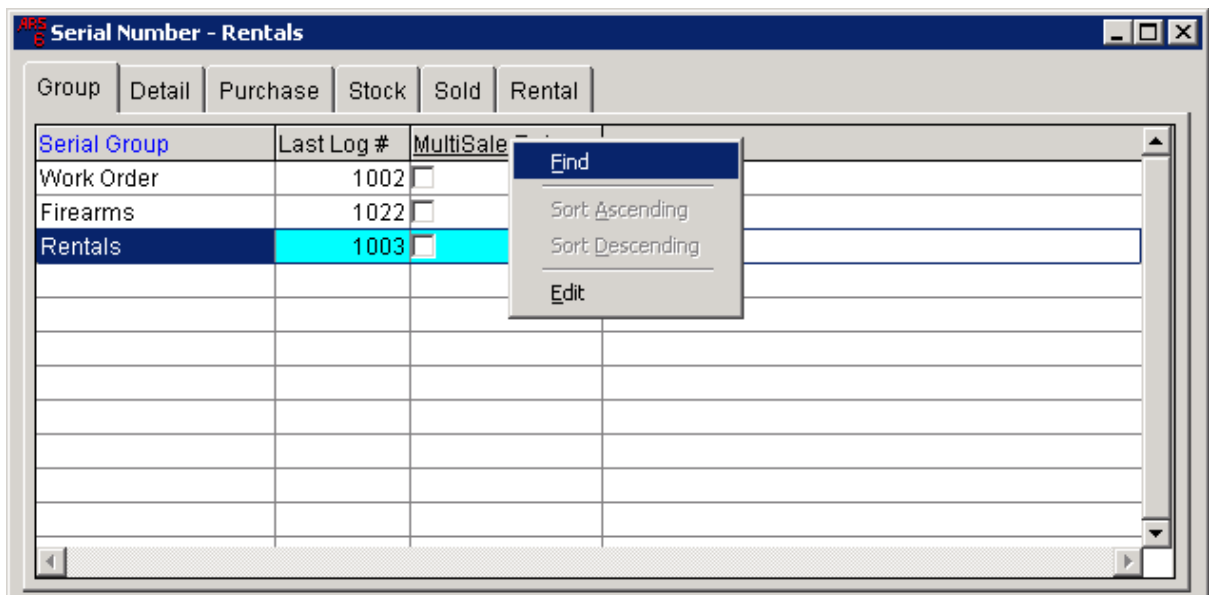 ARS 6 Serial Number - Rentals
Group Detail Purchase Stock Sold Rental
Serial Group Last Log # MultiSale
Work Order 1002
Firearms 1022
Rentals 1003
Find
Sort Ascending
Sort Descending
Edit